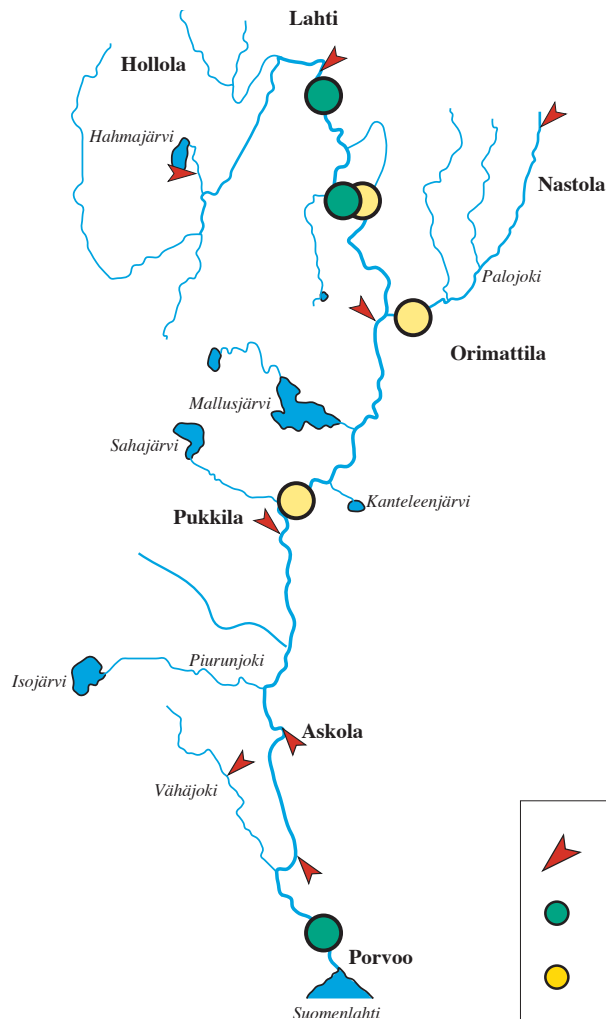 Lahti
Hollola
Hahmajärvi
Nastola
Palojoki
Orimattila
Mallusjärvi
Sahajärvi
Kanteleenjärvi
Pukkila
Piurunjoki
Isojärvi
Askola
Vähäjoki
Porvoo
Suomenlahti